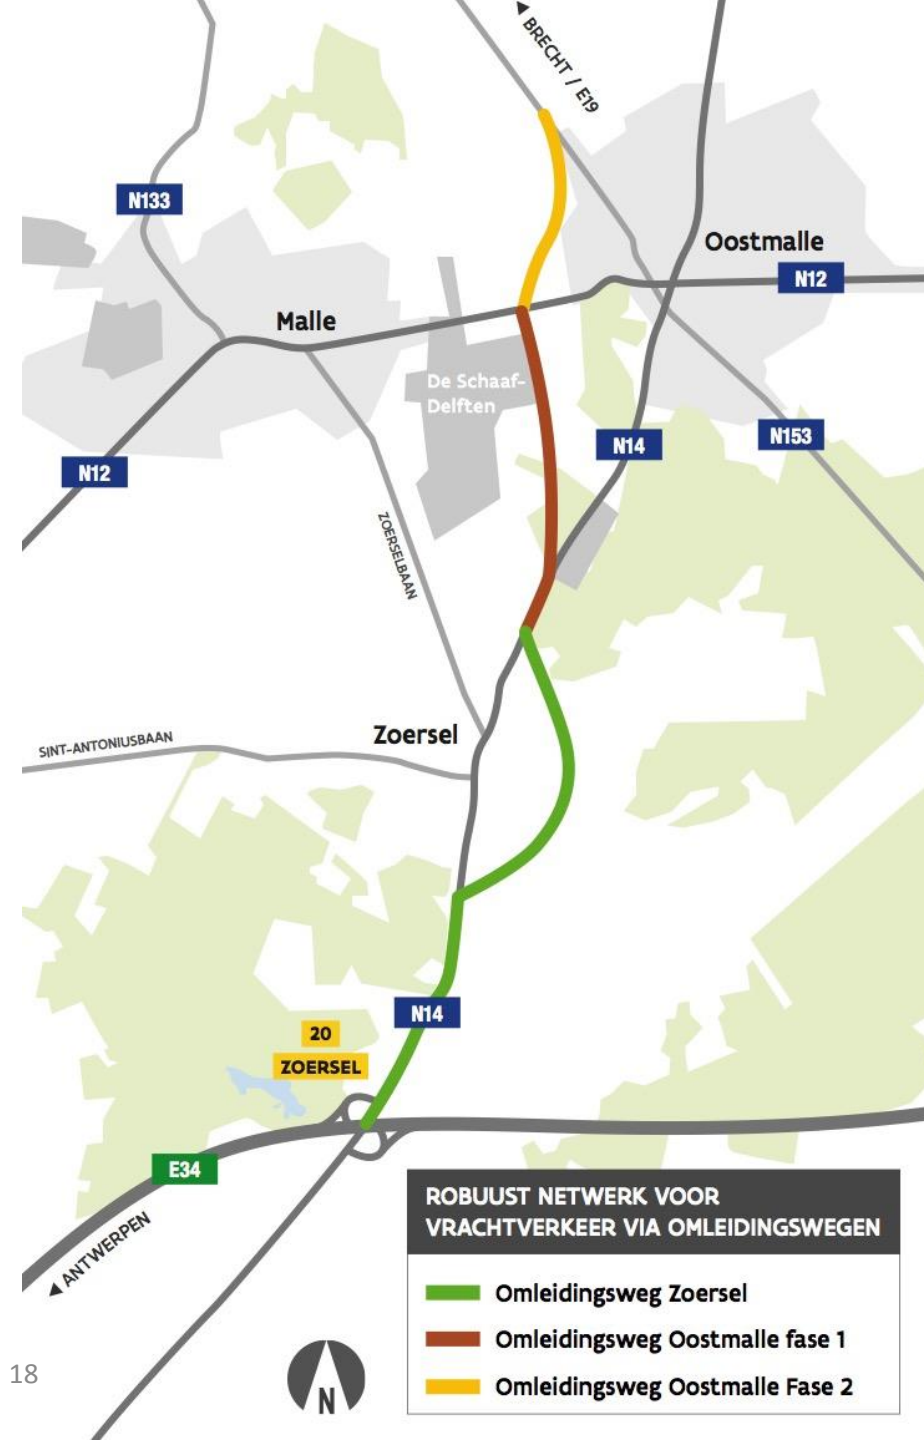 BRECHT / E19
N133
Oostmalle
N12
Malle
De Schaaf-
Delften
N14
N153
N12
ZOERSELBAAN
Zoersel
SINT-ANTONIUSBAAN
N14
20
ZOERSEL
E34
ANTWERPEN
ROBUUST NETWERK VOOR
VRACHTVERKEER VIA OMLEIDINGSWEGEN
Omleidingsweg Zoersel
Omleidingsweg Oostmalle fase 1
Omleidingsweg Oostmalle Fase 2
N
18